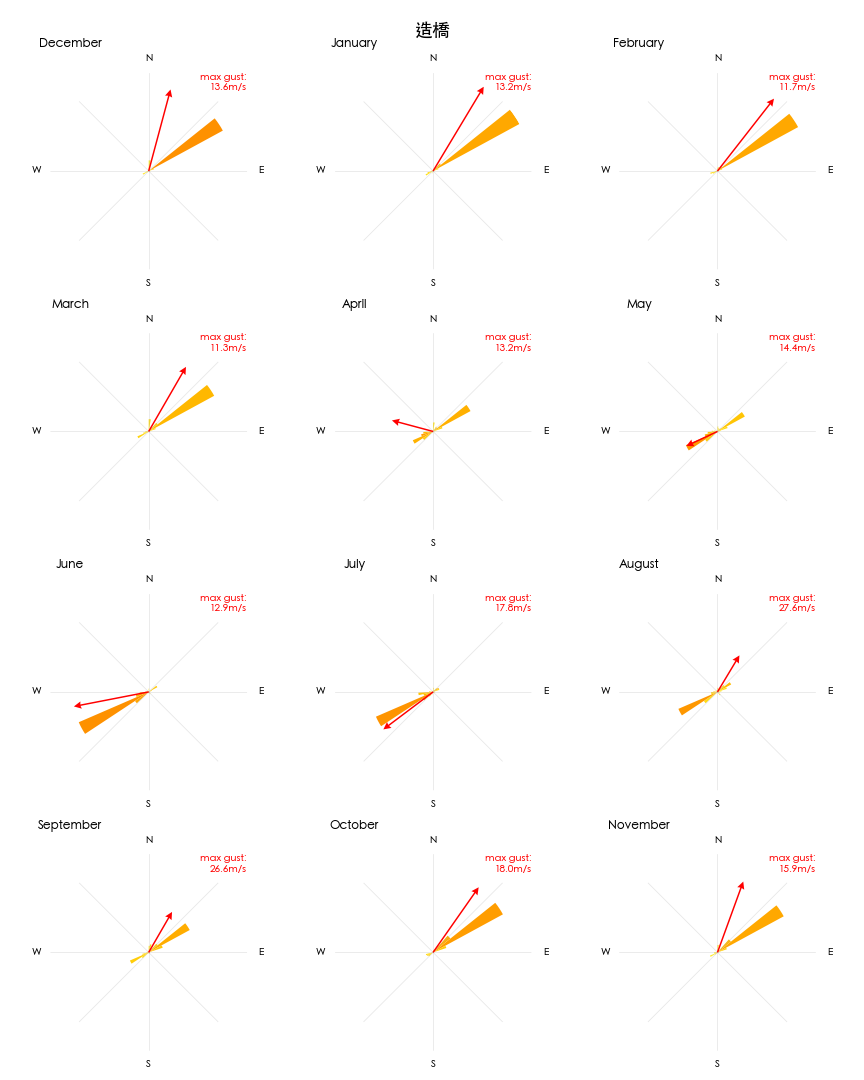 造橋
December
N
max gust:
13.6m/s
W
E
S
January
N
max gust:
13.2m/s
W
E
S
February
N
max gust:
11.7m/s
W
E
S
March
N
max gust:
11.3m/s
W
E
S
April
N
max gust:
13.2m/s
W
E
S
May
N
max gust:
14.4m/s
W
E
S
June
N
max gust:
12.9m/s
W
E
S
July
N
max gust:
17.8m/s
W
E
S
August
N
max gust:
27.6m/s
W
E
S
September
N
max gust:
26.6m/s
W
E
S
October
N
max gust:
18.0m/s
W
E
S
November
N
max gust:
15.9m/s
W
E
S